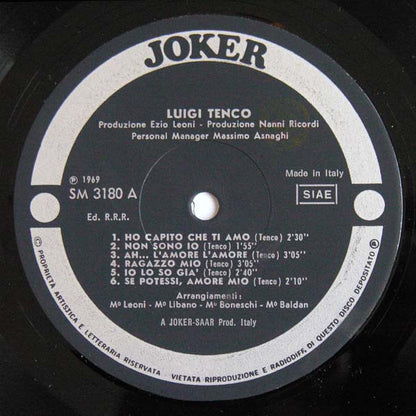 JOKER
LUIGI TENCO
Produzione Ezio Leoni - Produzione Nanni Ricordi
Personal Manager Massimo Asnaghi
℗ 1969
SM 3180 A
Made in Italy
SIAE
Ed. R.R.R.
1. HO CAPITO CHE TI AMO (Tenco) 2'30"
2. NON SONO IO (Tenco) 1'55"
3. AH... L'AMORE L'AMORE (Tenco) 3'05"
4. RAGAZZO MIO (Tenco) 3'05"
5. IO LO SO GIA' (Tenco) 2'40"
6. SE POTESSI, AMORE MIO (Tenco) 2'10"
Arrangiamenti:
Mº Leoni - Mº Libano - Mº Boneschi - Mº Baldan
A JOKER-SAAR Prod. Italy
© PROPRIETA ARTISTICA E LETTERARIA RISERVATA - VIETATA RIPRODUZIONE E RADIODIFF. DI QUESTO DISCO DEPOSITATO ℗